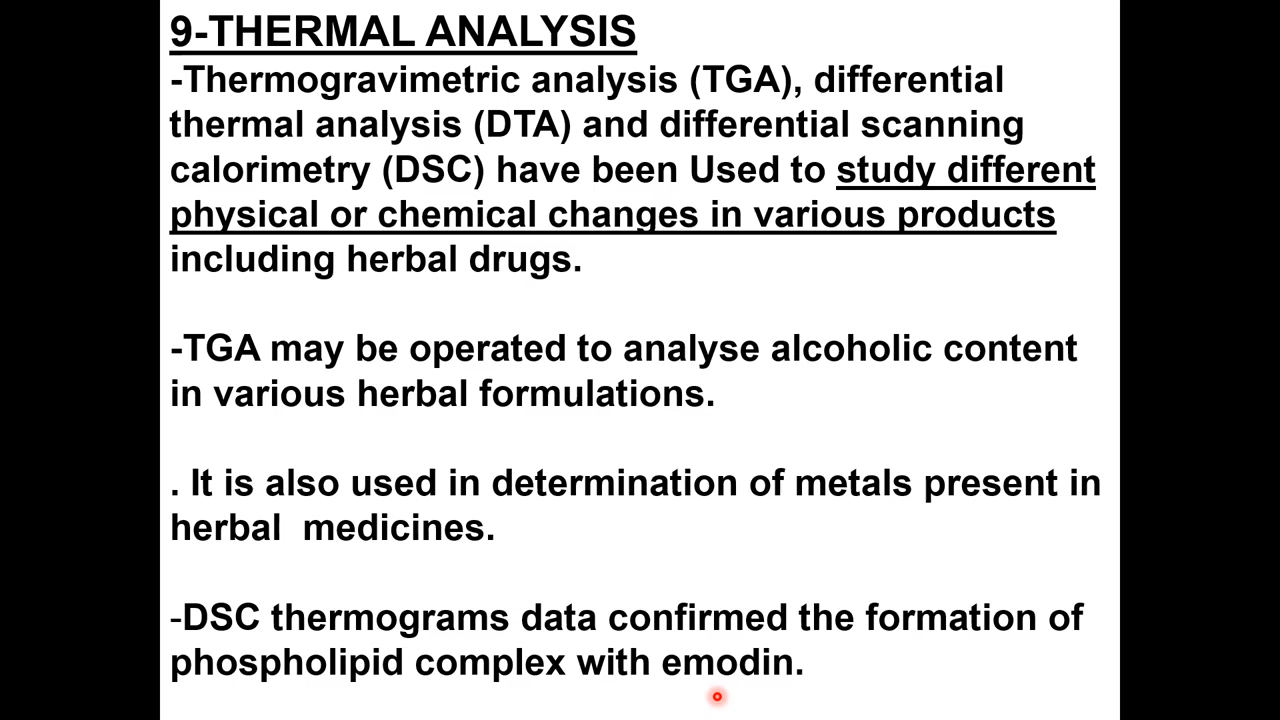 9-THERMAL ANALYSIS
-Thermogravimetric analysis (TGA), differential
thermal analysis (DTA) and differential scanning
calorimetry (DSC) have been Used to study different
physical or chemical changes in various products
including herbal drugs.
-TGA may be operated to analyse alcoholic content
in various herbal formulations.
. It is also used in determination of metals present in
herbal  medicines.
-DSC thermograms data confirmed the formation of
phospholipid complex with emodin.